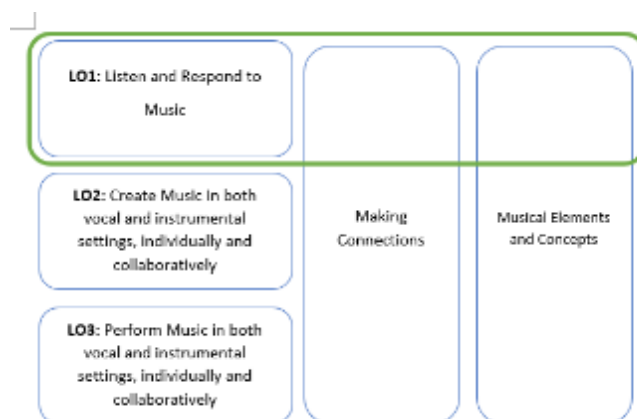 LO1: Listen and Respond to
Music
LO2: Create Music in both
vocal and instrumental
settings, individually and
collaboratively
LO3: Perform Music in both
vocal and instrumental
settings, individually and
collaboratively
Making
Connections
Musical Elements
and Concepts